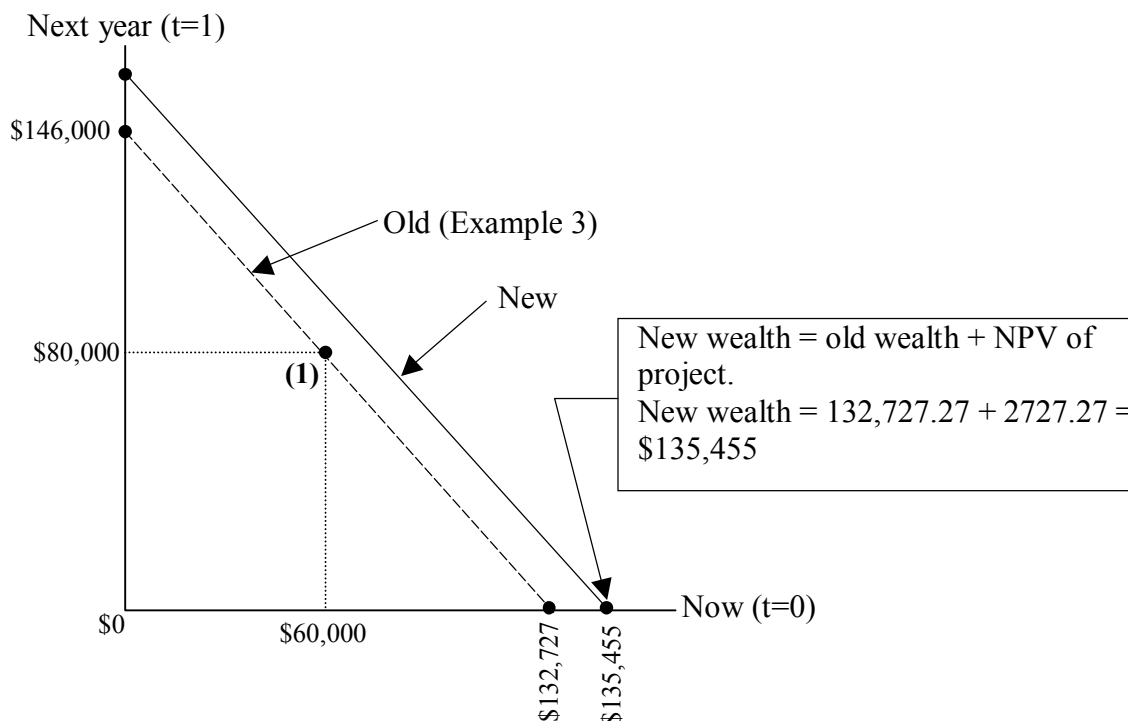 Next year (t=1)
$146,000
Old (Example 3)
New
$80,000
(1)
New wealth = old wealth + NPV of
project.
New wealth = 132,727.27 + 2727.27 =
$135,455
Now (t=0)
$0
$60,000
$132,727
$135,455